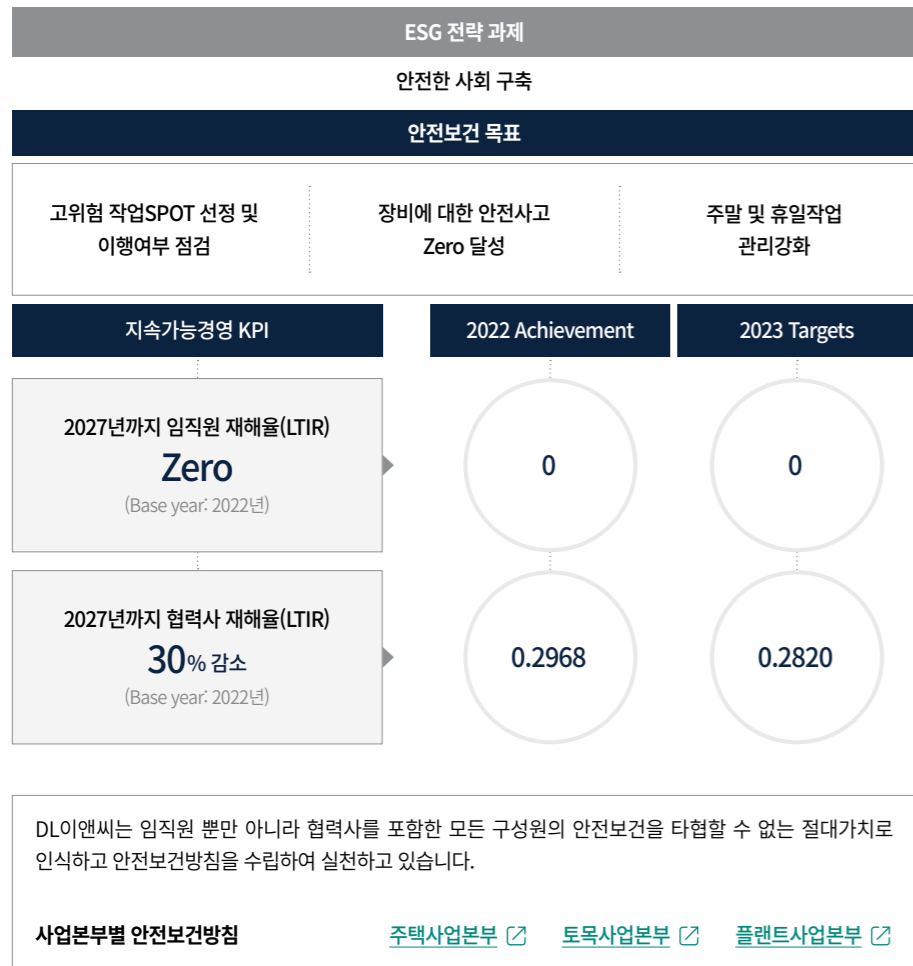 ESG 전략 과제
안전한 사회 구축
안전보건 목표
고위험 작업SPOT 선정 및
이행여부 점검
장비에 대한 안전사고
Zero 달성
주말 및 휴일작업
관리강화
지속가능경영 KPI
2022 Achievement
2023 Targets
2027년까지 임직원 재해율(LTIR)
Zero
(Base year: 2022년)
0
0
2027년까지 협력사 재해율(LTIR)
30% 감소
(Base year: 2022년)
0.2968
0.2820
DL이앤씨는 임직원 뿐만 아니라 협력사를 포함한 모든 구성원의 안전보건을 타협할 수 없는 절대가치로
인식하고 안전보건방침을 수립하여 실천하고 있습니다.
사업본부별 안전보건방침
주택사업본부
토목사업본부
플랜트사업본부